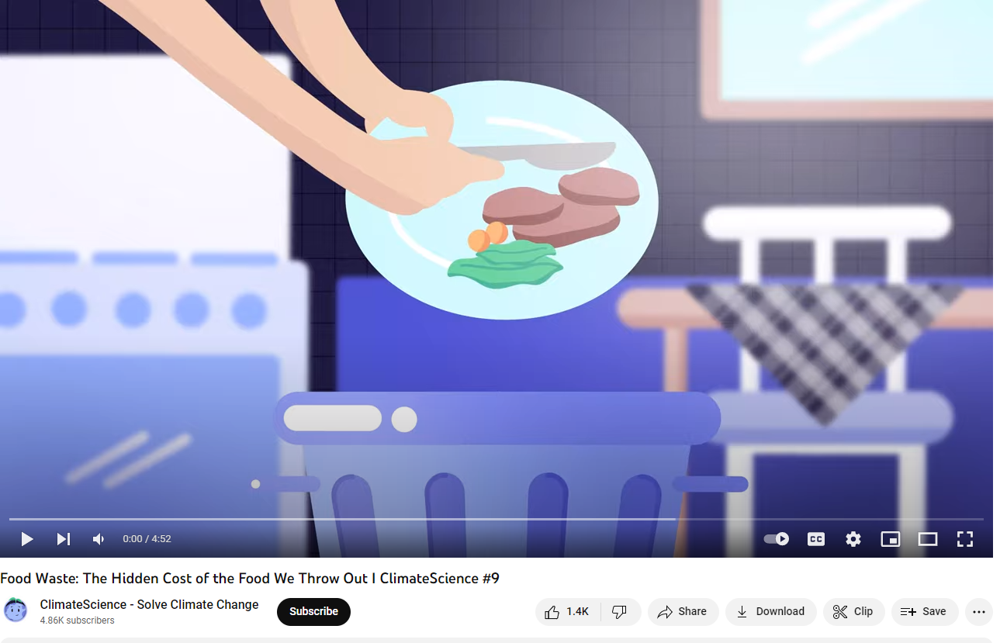 CC
0:00 / 4:52
Food Waste: The Hidden Cost of the Food We Throw Out I ClimateScience #9
ClimateScience - Solve Climate Change
4.86K subscribers
Subscribe
1.4K
Share
Download
Clip
Save